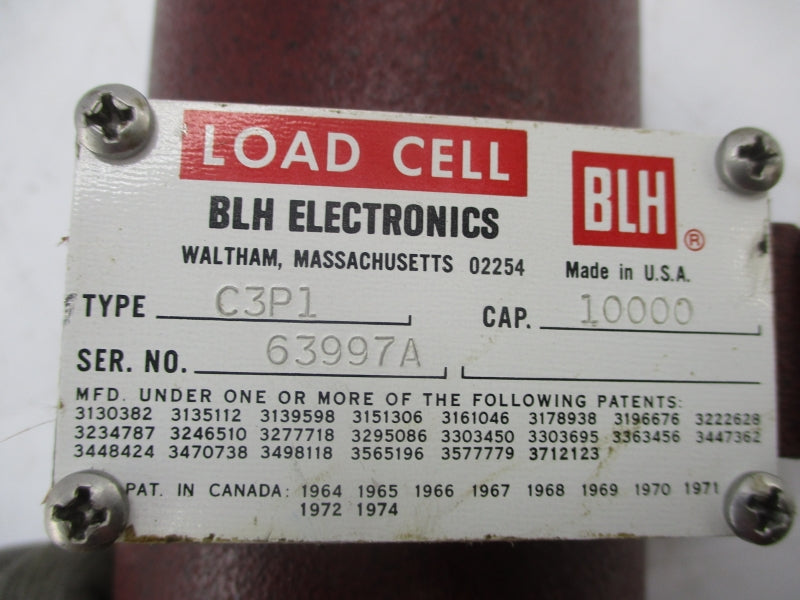 LOAD CELL
BLH ELECTRONICS
WALTHAM, MASSACHUSETTS 02254
BLH ®
Made in U.S.A.
TYPE C3P1 CAP. 10000
SER. NO. 63997A
MFD. UNDER ONE OR MORE OF THE FOLLOWING PATENTS:
3130382 3135112 3139598 3151306 3161046 3178938 3196676 3222628
3234787 3246510 3277718 3295086 3303450 3303695 3363456 3447362
3448424 3470738 3498118 3565196 3577779 3712123
PAT. IN CANADA: 1964 1965 1966 1967 1968 1969 1970 1971
1972 1974